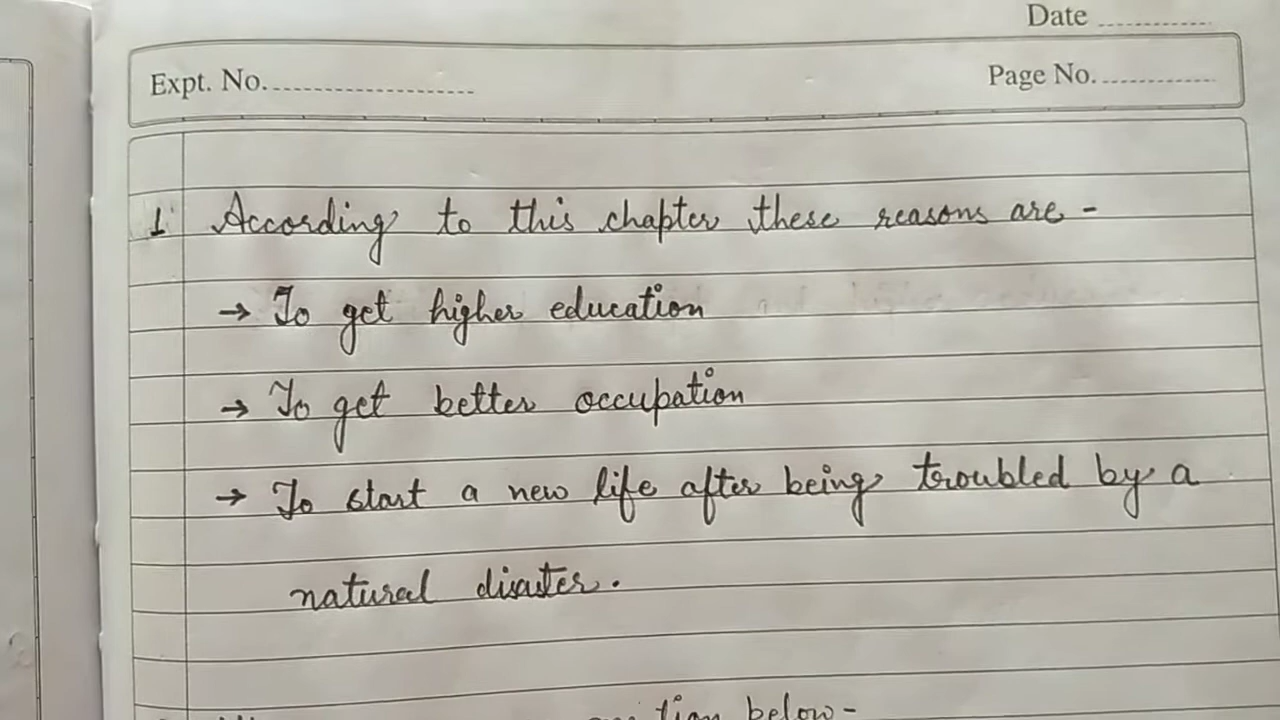 Date ..............
Expt. No. ........................
Page No. ................
1. According to this chapter these reasons are -
→ To get higher education
→ To get better occupation
→ To start a new life after being troubled by a
natural disaster.
below-